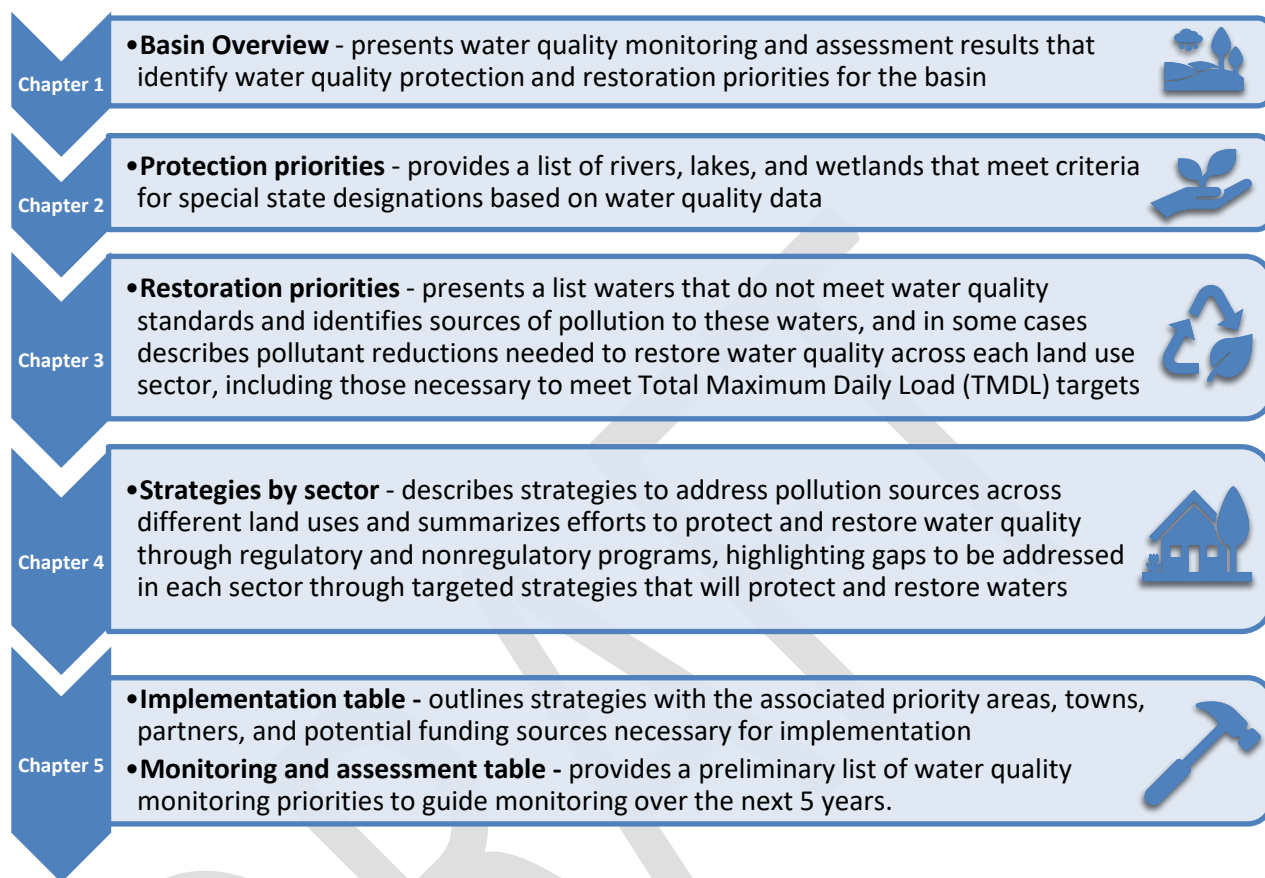 Chapter 1
•Basin Overview - presents water quality monitoring and assessment results that
identify water quality protection and restoration priorities for the basin
Chapter 2
•Protection priorities - provides a list of rivers, lakes, and wetlands that meet criteria
for special state designations based on water quality data
Chapter 3
•Restoration priorities - presents a list waters that do not meet water quality
standards and identifies sources of pollution to these waters, and in some cases
describes pollutant reductions needed to restore water quality across each land use
sector, including those necessary to meet Total Maximum Daily Load (TMDL) targets
Chapter 4
•Strategies by sector - describes strategies to address pollution sources across
different land uses and summarizes efforts to protect and restore water quality
through regulatory and nonregulatory programs, highlighting gaps to be addressed
in each sector through targeted strategies that will protect and restore waters
Chapter 5
•Implementation table - outlines strategies with the associated priority areas, towns,
partners, and potential funding sources necessary for implementation
•Monitoring and assessment table - provides a preliminary list of water quality
monitoring priorities to guide monitoring over the next 5 years.